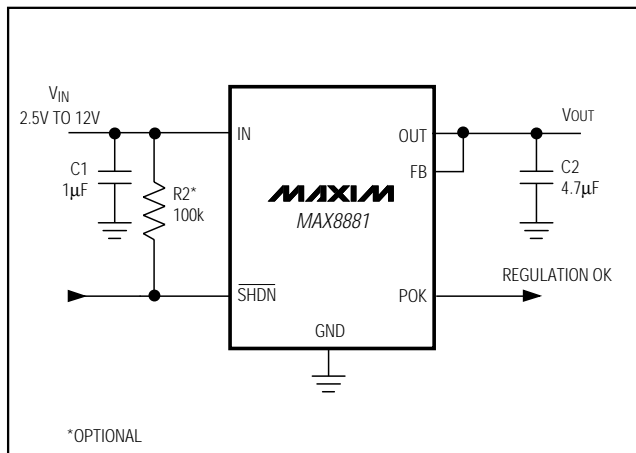 VIN
2.5V TO 12V
C1
1µF
R2*
100k
IN
SHDN
MAXIM
MAX8881
GND
OUT
FB
POK
VOUT
C2
4.7µF
REGULATION OK
*OPTIONAL